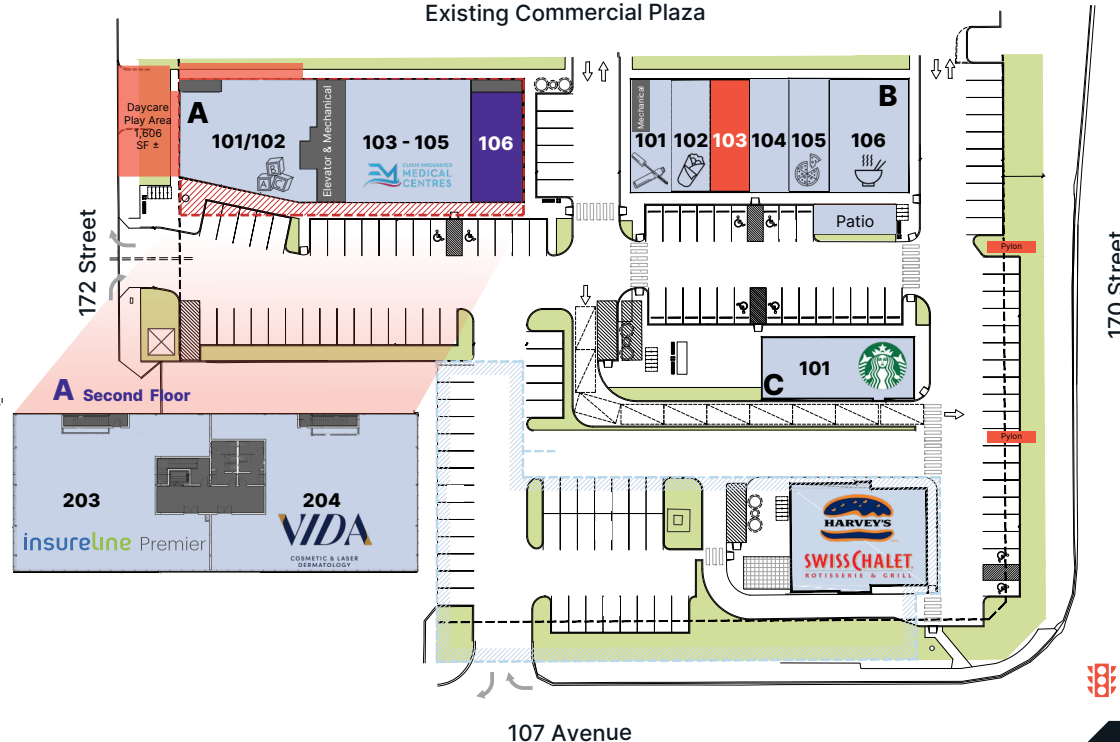 Existing Commercial Plaza
Daycare
Play Area
1,606
SF ±
A
101/102
A
B
C
Elevator & Mechanical
103 - 105
MEDICAL
CENTRES
106
Mechanical
B
101
102
103
104
105
106
Patio
172 Street
170 Street
Pylon
C
101
A Second Floor
Pylon
203
insureline Premier
204
VIDA
COSMETIC & LASER
DERMATOLOGY
HARVEY'S
SWISS CHALET
ROTISSERIE & GRILL
107 Avenue